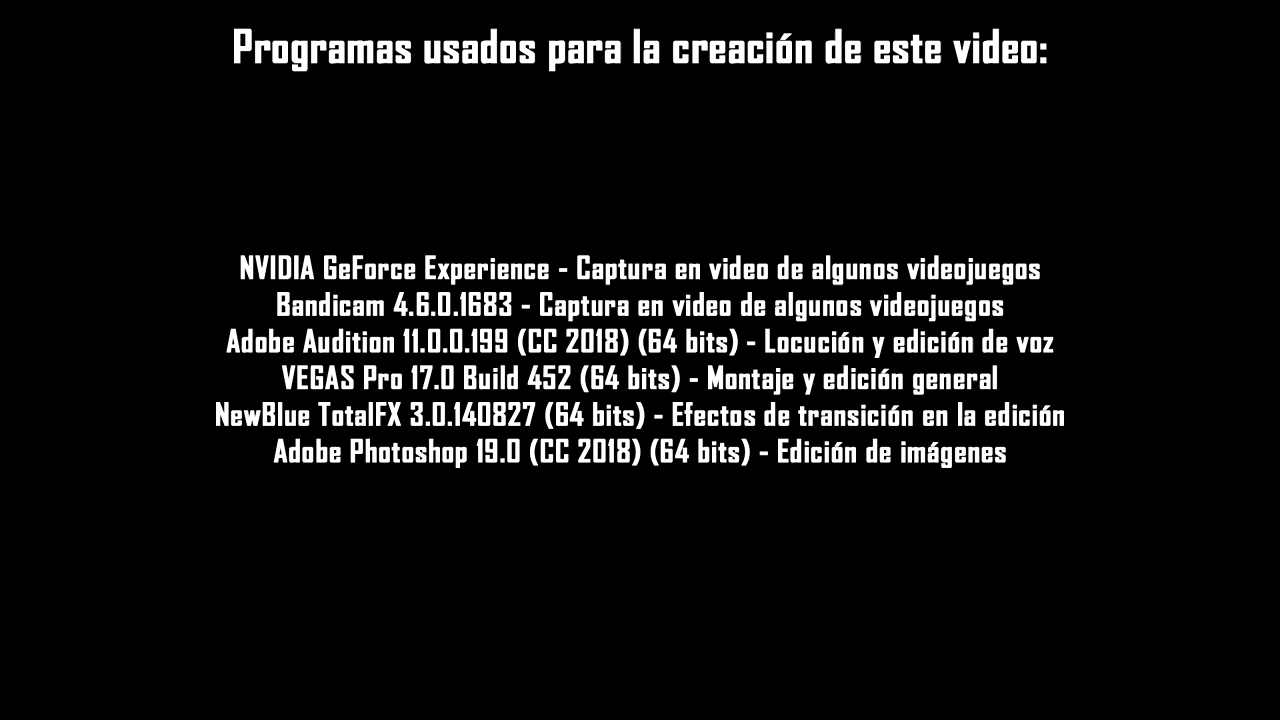 Programas usados para la creación de este video:
NVIDIA GeForce Experience - Captura en video de algunos videojuegos
Bandicam 4.6.0.1683 - Captura en video de algunos videojuegos
Adobe Audition 11.0.0.199 (CC 2018) (64 bits) - Locución y edición de voz
VEGAS Pro 17.0 Build 452 (64 bits) - Montaje y edición general
NewBlue TotalFX 3.0.140827 (64 bits) - Efectos de transición en la edición
Adobe Photoshop 19.0 (CC 2018) (64 bits) - Edición de imágenes